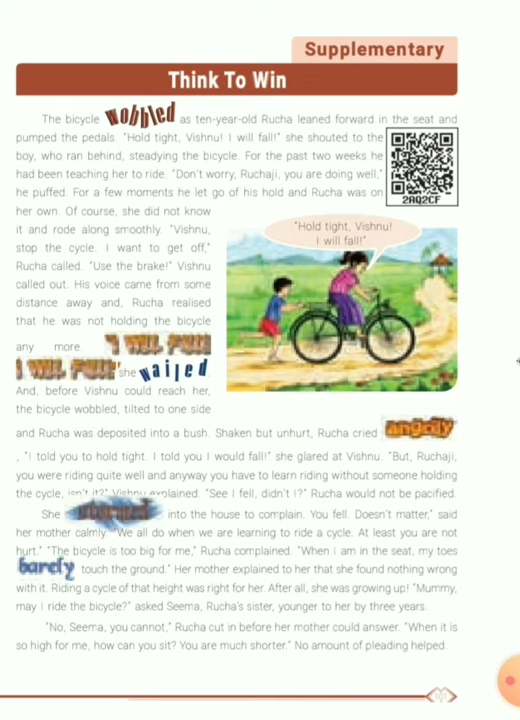 Supplementary
Think To Win
The bicycle wobbled as ten-year-old Rucha leaned forward in the seat and
pumped the pedals. "Hold tight, Vishnu! I will fall!" she shouted to the
boy, who ran behind, steadying the bicycle. For the past two weeks he
had been teaching her to ride. "Don't worry, Ruchaji, you are doing well,"
he puffed. For a few moments he let go of his hold and Rucha was on
2AQ2CF
her own. Of course, she did not know
it and rode along smoothly. "Vishnu,
stop the cycle. I want to get off,"
Rucha called. "Use the brake!" Vishnu
called out. His voice came from some
distance away and, Rucha realised
that he was not holding the bicycle
"Hold tight, Vishnu!
I will fall!"
any more. "I WILL FALL!
I WILL FALL!" she wailed.
And, before Vishnu could reach her,
the bicycle wobbled, tilted to one side
and Rucha was deposited into a bush. Shaken but unhurt, Rucha cried angrily
, "I told you to hold tight. I told you I would fall!" she glared at Vishnu. "But, Ruchaji,
you were riding quite well and anyway you have to learn riding without someone holding
the cycle, isn't it?" Vishnu explained. "See I fell, didn't I?" Rucha would not be pacified.
She stormed into the house to complain. You fell. Doesn't matter," said
her mother calmly. "We all do when we are learning to ride a cycle. At least you are not
hurt." "The bicycle is too big for me," Rucha complained. "When I am in the seat, my toes
barely touch the ground." Her mother explained to her that she found nothing wrong
with it. Riding a cycle of that height was right for her. After all, she was growing up! "Mummy,
may I ride the bicycle?" asked Seema, Rucha's sister, younger to her by three years.
"No, Seema, you cannot," Rucha cut in before her mother could answer. "When it is
so high for me, how can you sit? You are much shorter." No amount of pleading helped.